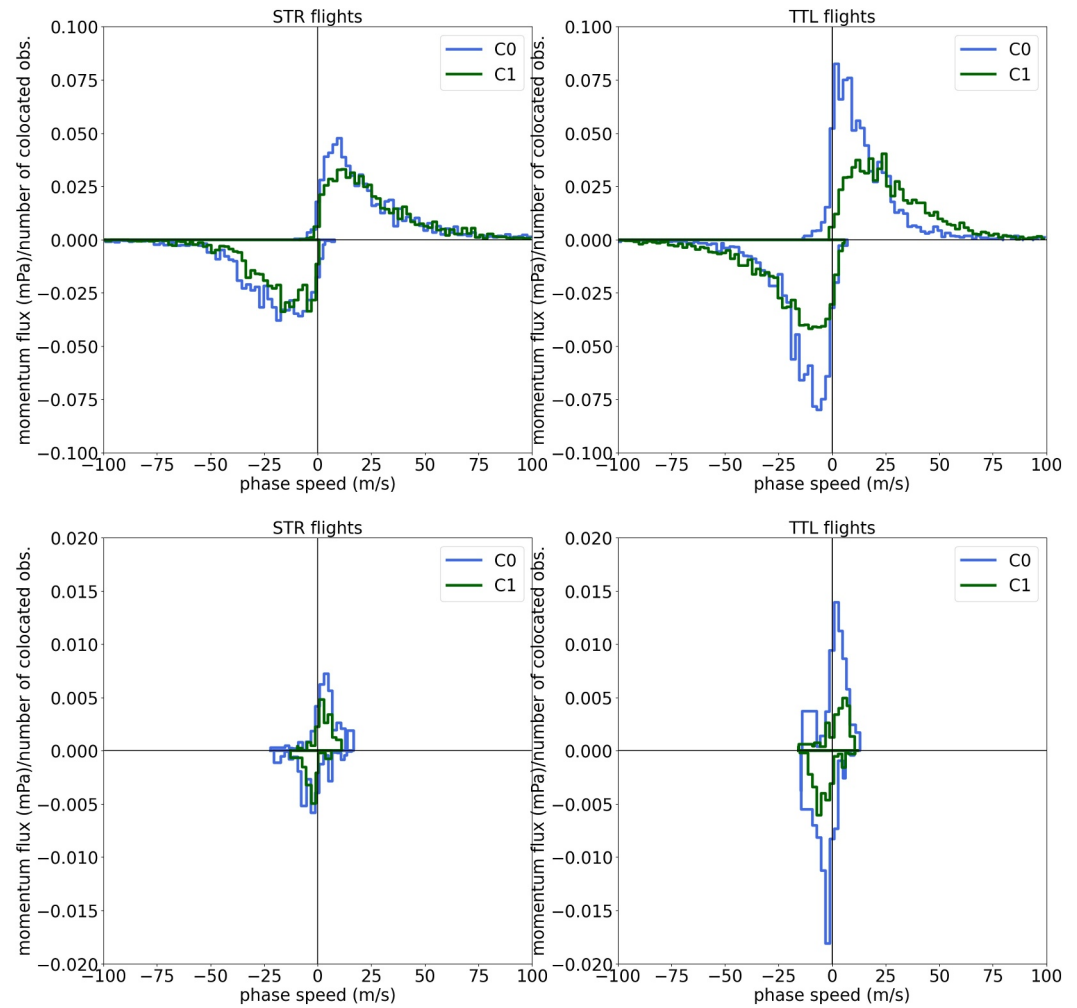 STR flights
TTL flights
momentum flux (mPa)/number of colocated obs.
0.100
0.075
0.050
0.025
0.000
−0.025
−0.050
−0.075
−0.100
C0
C1
−100 −75 −50 −25 0 25 50 75 100
phase speed (m/s)
momentum flux (mPa)/number of colocated obs.
0.100
0.075
0.050
0.025
0.000
−0.025
−0.050
−0.075
−0.100
C0
C1
−100 −75 −50 −25 0 25 50 75 100
phase speed (m/s)
STR flights
TTL flights
momentum flux (mPa)/number of colocated obs.
0.020
0.015
0.010
0.005
0.000
−0.005
−0.010
−0.015
−0.020
C0
C1
−100 −75 −50 −25 0 25 50 75 100
phase speed (m/s)
momentum flux (mPa)/number of colocated obs.
0.020
0.015
0.010
0.005
0.000
−0.005
−0.010
−0.015
−0.020
C0
C1
−100 −75 −50 −25 0 25 50 75 100
phase speed (m/s)